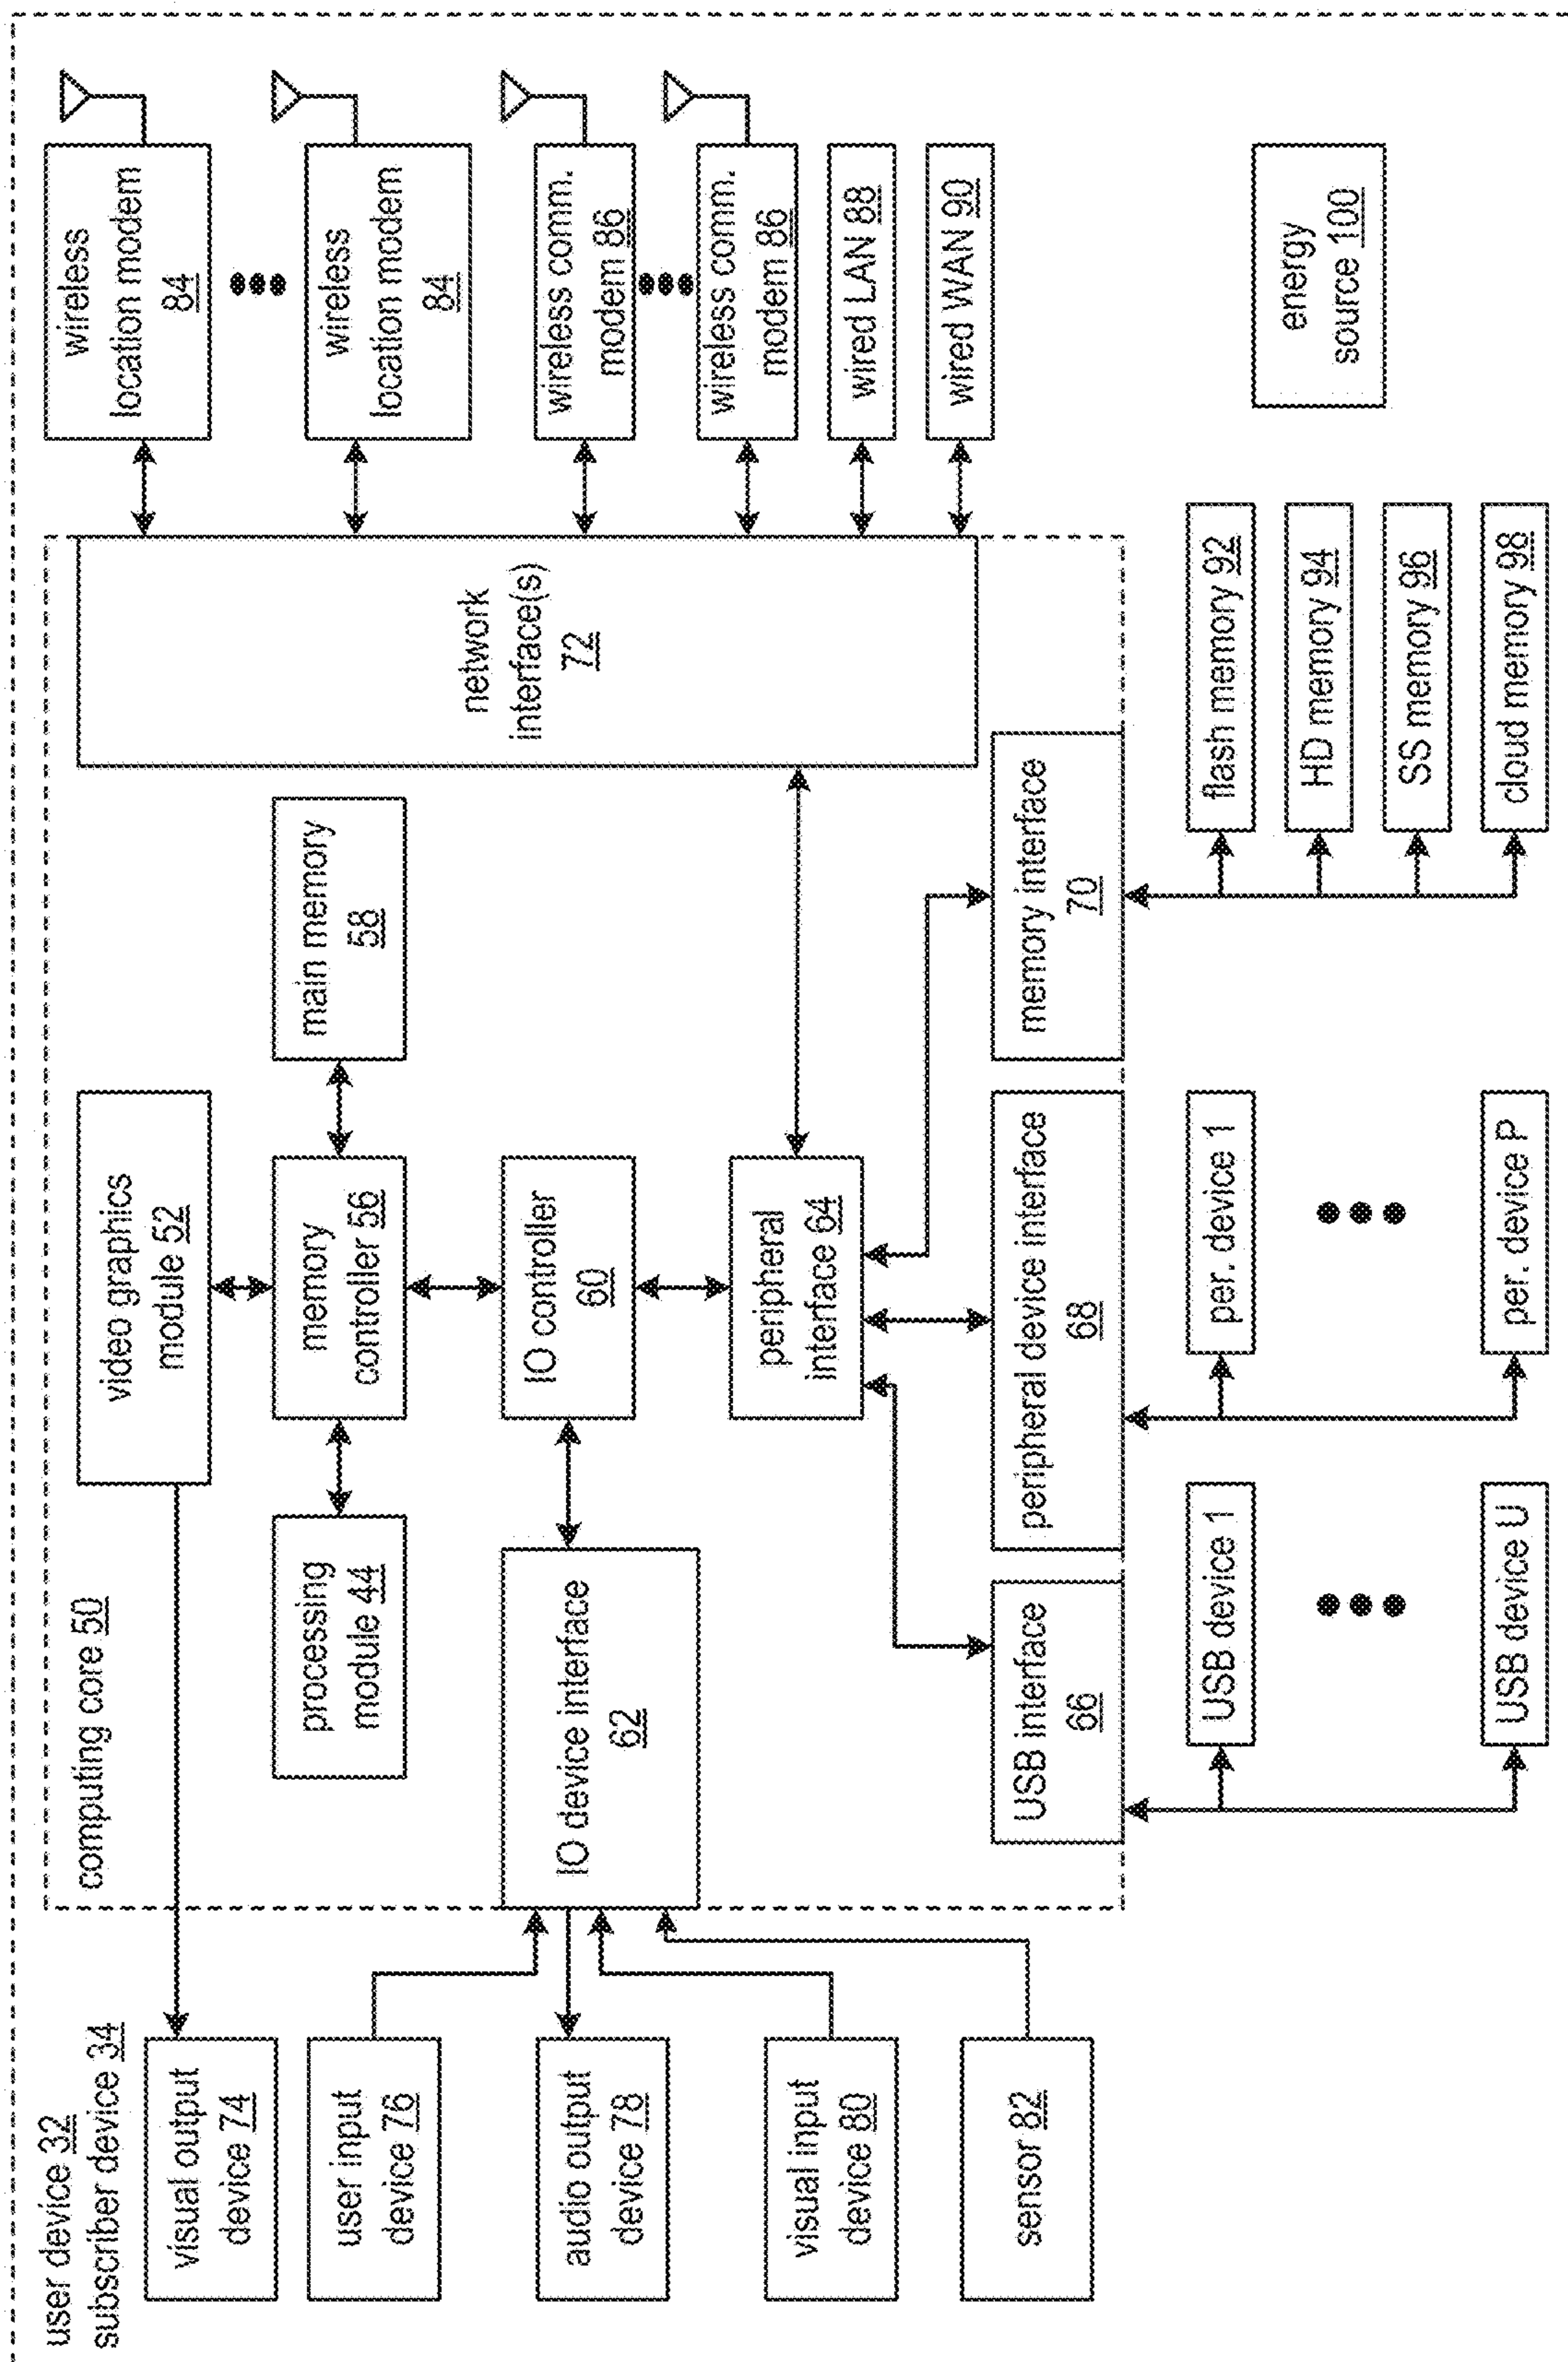 user device 32
subscriber device 34
visual output
device 74
user input
device 76
audio output
device 78
visual input
device 80
sensor 82
computing core 50
video graphics
module 52
processing
module 44
memory
controller 56
main memory
58
IO device interface
62
IO controller
60
peripheral
interface 64
USB interface
66
peripheral device interface
68
memory interface
70
network
interface(s)
72
wireless
location modem
84
wireless
location modem
84
wireless comm.
modem 86
wireless comm.
modem 86
wired LAN 88
wired WAN 90
USB device 1
USB device U
per. device 1
per. device P
flash memory 92
HD memory 94
SS memory 96
cloud memory 98
energy
source 100